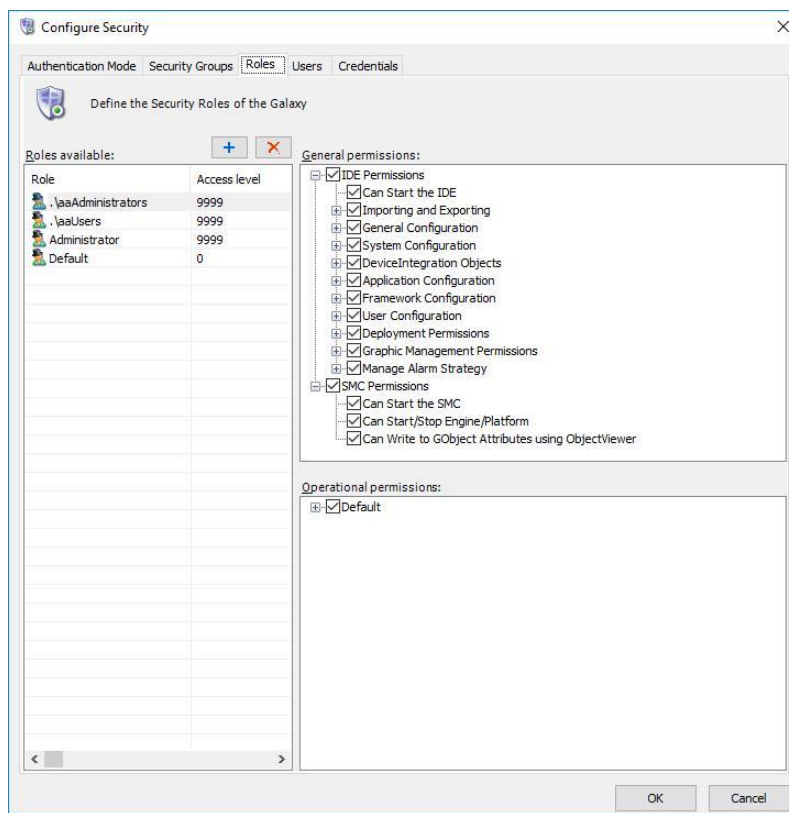 Configure Security
Authentication Mode Security Groups Roles Users Credentials
Define the Security Roles of the Galaxy
Roles available:
Role Access level
.\aaAdministrators 9999
.\aaUsers 9999
Administrator 9999
Default 0
General permissions:
IDE Permissions
Can Start the IDE
Importing and Exporting
General Configuration
System Configuration
DeviceIntegration Objects
Application Configuration
Framework Configuration
User Configuration
Deployment Permissions
Graphic Management Permissions
Manage Alarm Strategy
SMC Permissions
Can Start the SMC
Can Start/Stop Engine/Platform
Can Write to GObject Attributes using ObjectViewer
Operational permissions:
Default
OK Cancel